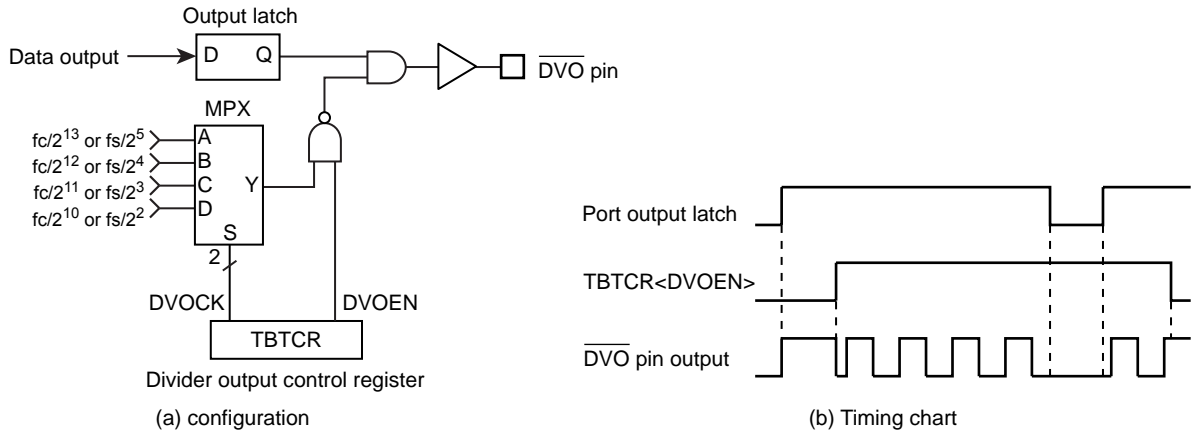 Output latch
Data output
D Q
DVO pin
MPX
fc/2^13 or fs/2^5
A
fc/2^12 or fs/2^4
B
fc/2^11 or fs/2^3
C
Y
fc/2^10 or fs/2^2
D
S
2
DVOCK
DVOEN
TBTCR
Divider output control register
(a) configuration
Port output latch
TBTCR<DVOEN>
DVO pin output
(b) Timing chart